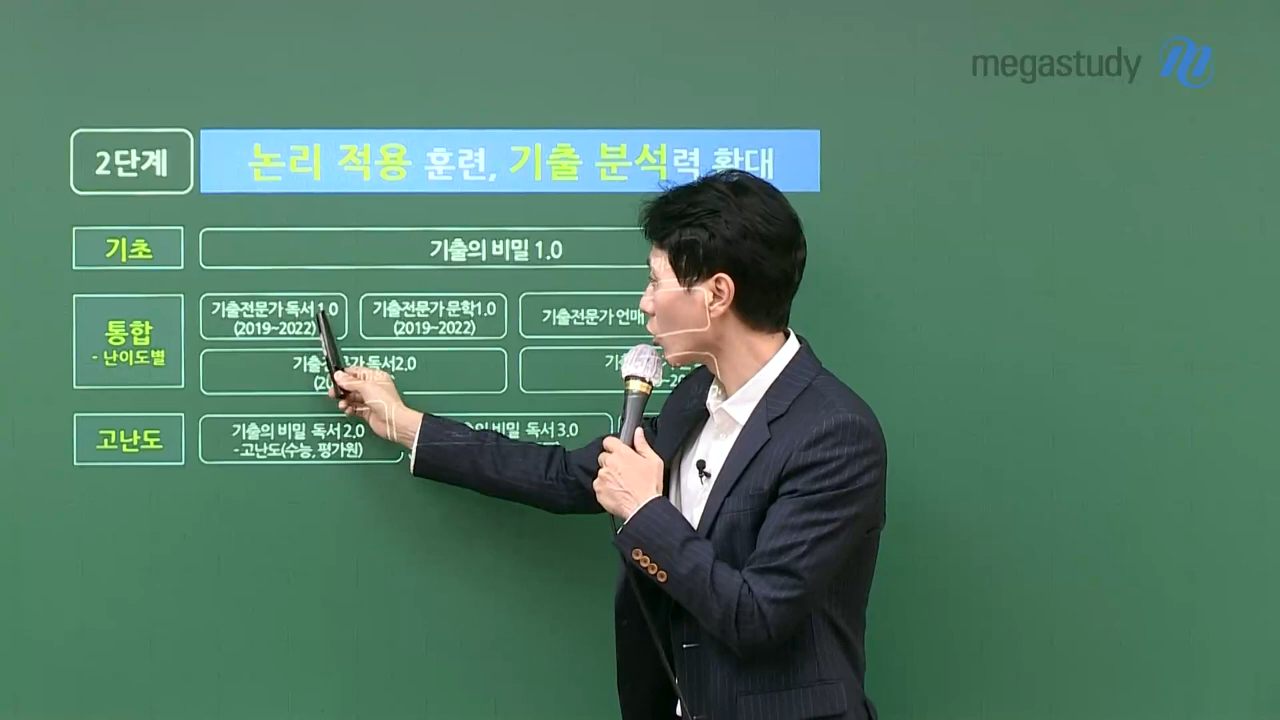 megastudy
2단계
논리 적용 훈련, 기출 분석력 확대
기초
기출의 비밀 1.0
통합
- 난이도별
기출전문가 독서1.0
(2019~2022)
기출전문가 문학1.0
(2019~2022)
기출전문가 언매
독서2.0
고난도
기출의 비밀 독서 2.0
-고난도(수능, 평가원)
비밀 독서 3.0